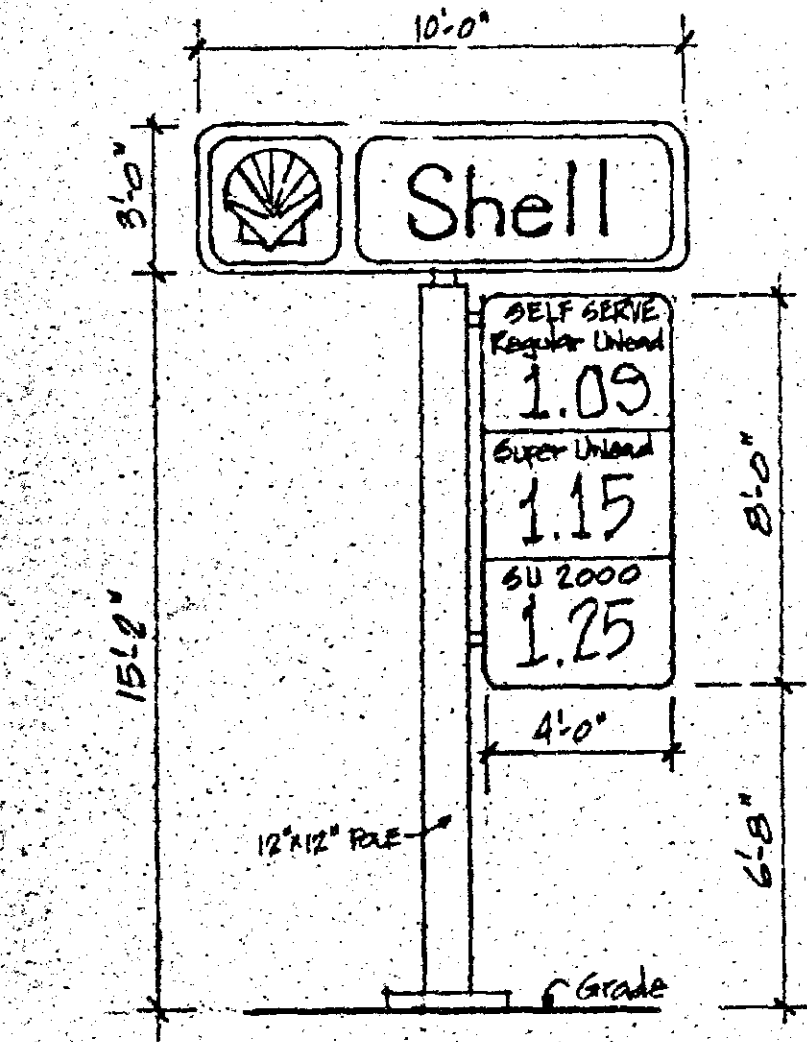 10'-0"
3'-0"
Shell
SELF SERVE
Regular Unlead
1.09
Super Unlead
1.15
SU 2000
1.25
8'-0"
15'-2"
4'-0"
12"x12" POLE
6'-8"
Grade